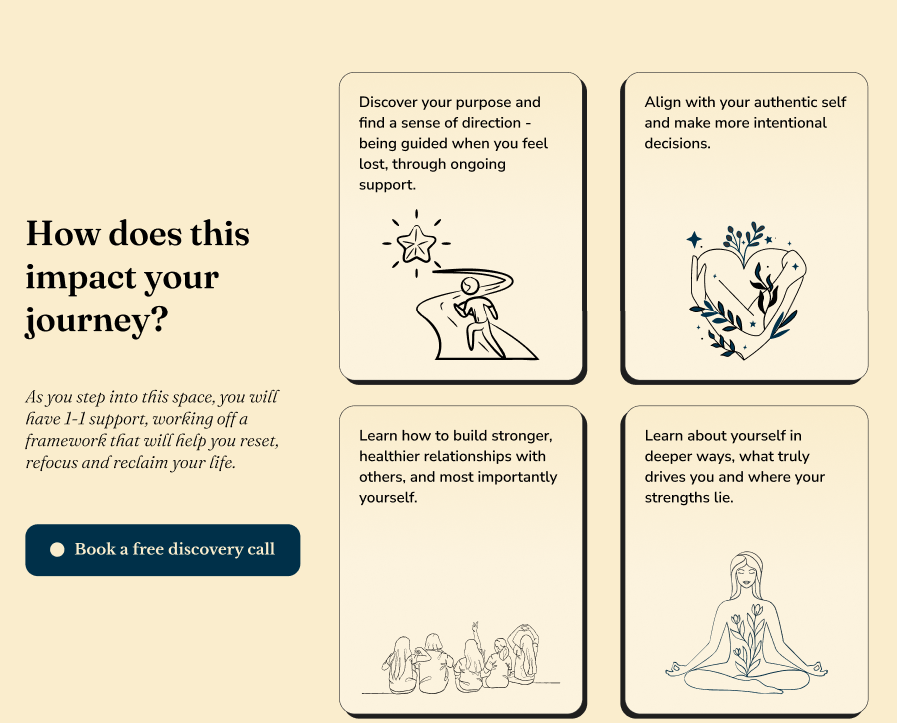 How does this
impact your
journey?
As you step into this space, you will
have 1-1 support, working off a
framework that will help you reset,
refocus and reclaim your life.
Book a free discovery call
Discover your purpose and
find a sense of direction -
being guided when you feel
lost, through ongoing
support.
Align with your authentic self
and make more intentional
decisions.
Learn how to build stronger,
healthier relationships with
others, and most importantly
yourself.
Learn about yourself in
deeper ways, what truly
drives you and where your
strengths lie.